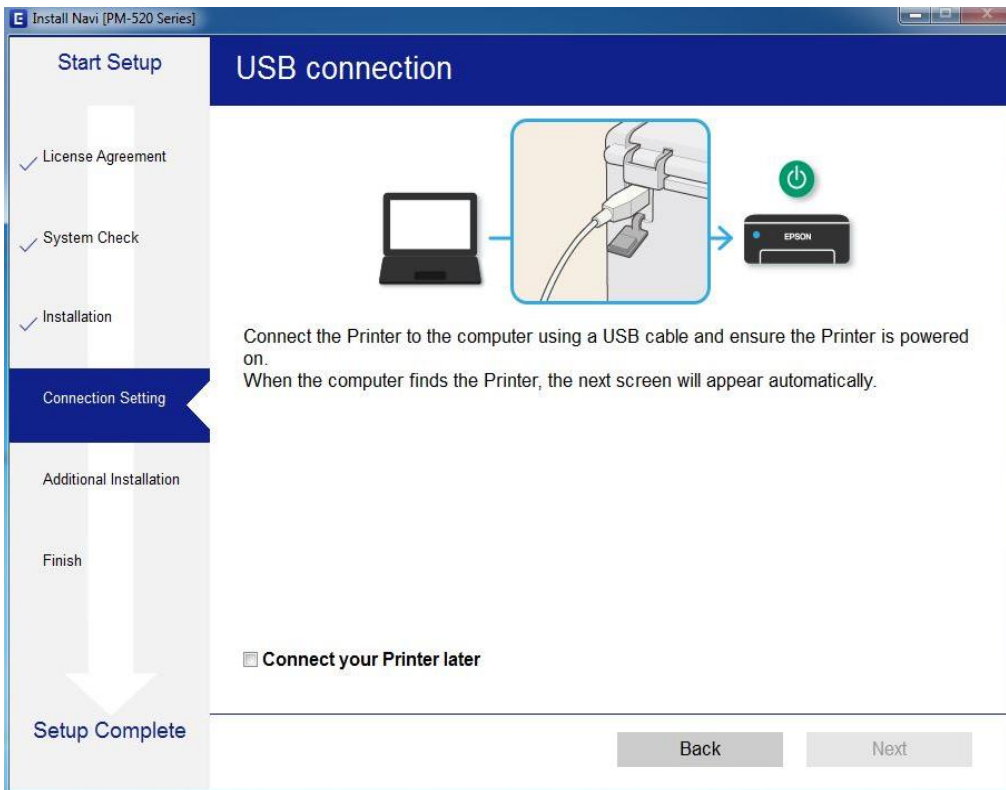 Install Navi [PM-520 Series]
Start Setup
License Agreement
System Check
Installation
Connection Setting
Additional Installation
Finish
Setup Complete
USB connection
EPSON
Connect the Printer to the computer using a USB cable and ensure the Printer is powered
on.
When the computer finds the Printer, the next screen will appear automatically.
Connect your Printer later
Back
Next